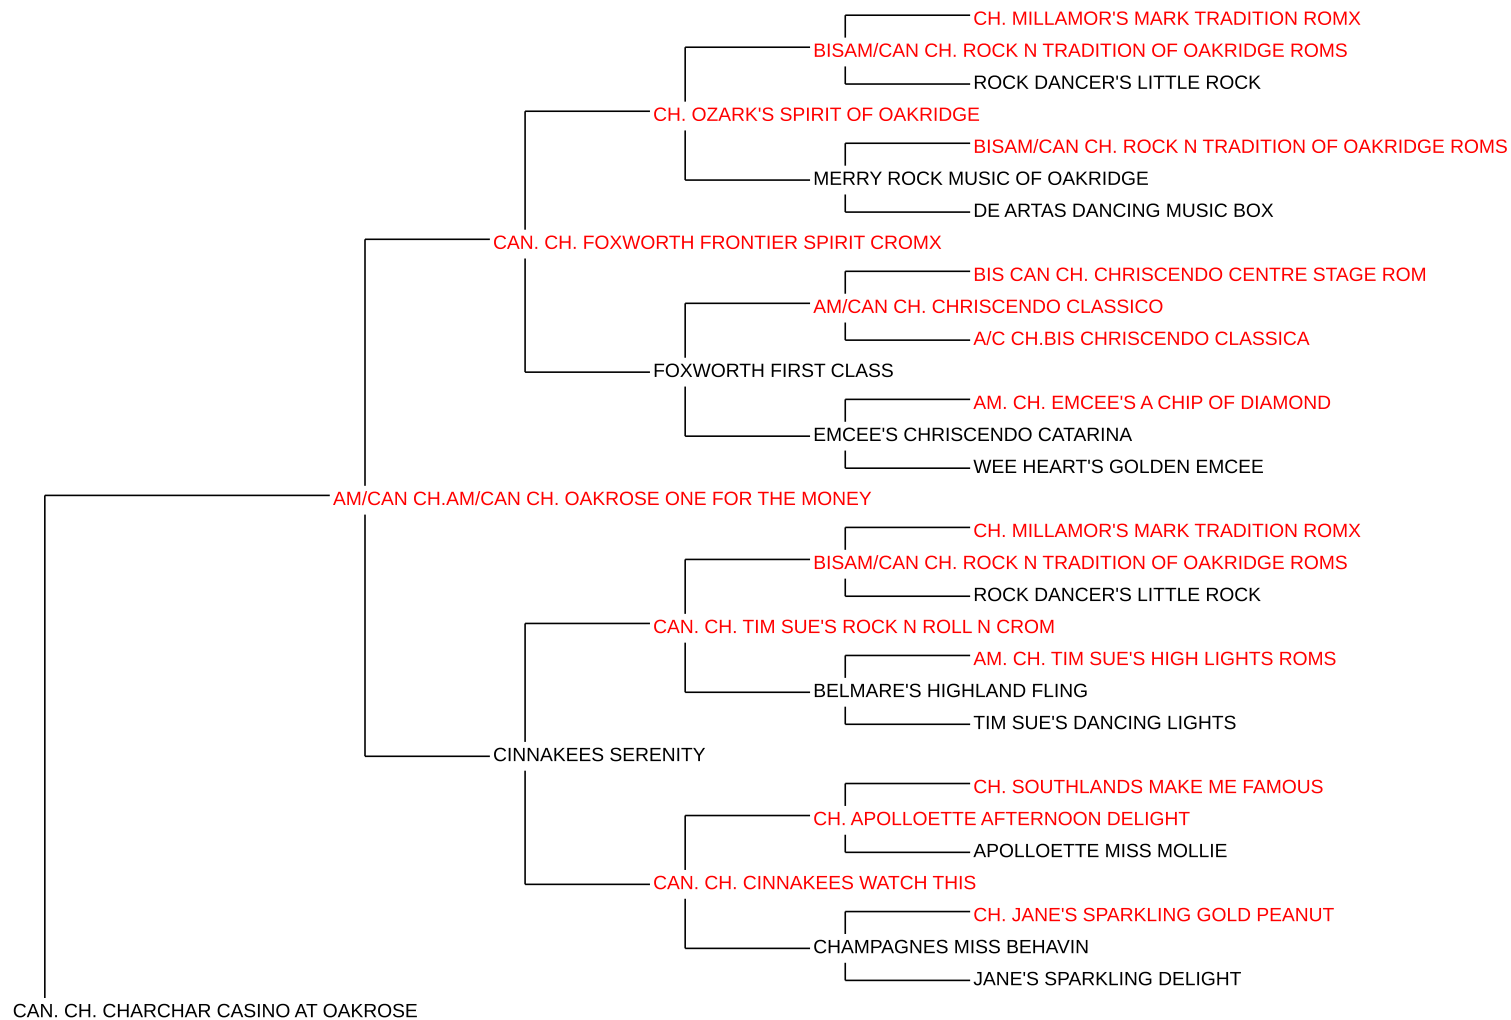 CH. MILLAMOR'S MARK TRADITION ROMX
BISAM/CAN CH. ROCK N TRADITION OF OAKRIDGE ROMS
ROCK DANCER'S LITTLE ROCK
CH. OZARK'S SPIRIT OF OAKRIDGE
BISAM/CAN CH. ROCK N TRADITION OF OAKRIDGE ROMS
MERRY ROCK MUSIC OF OAKRIDGE
DE ARTAS DANCING MUSIC BOX
CAN. CH. FOXWORTH FRONTIER SPIRIT CROMX
BIS CAN CH. CHRISCENDO CENTRE STAGE ROM
AM/CAN CH. CHRISCENDO CLASSICO
A/C CH.BIS CHRISCENDO CLASSICA
FOXWORTH FIRST CLASS
AM. CH. EMCEE'S A CHIP OF DIAMOND
EMCEE'S CHRISCENDO CATARINA
WEE HEART'S GOLDEN EMCEE
AM/CAN CH.AM/CAN CH. OAKROSE ONE FOR THE MONEY
CH. MILLAMOR'S MARK TRADITION ROMX
BISAM/CAN CH. ROCK N TRADITION OF OAKRIDGE ROMS
ROCK DANCER'S LITTLE ROCK
CAN. CH. TIM SUE'S ROCK N ROLL N CROM
AM. CH. TIM SUE'S HIGH LIGHTS ROMS
BELMARE'S HIGHLAND FLING
TIM SUE'S DANCING LIGHTS
CINNAKEES SERENITY
CH. SOUTHLANDS MAKE ME FAMOUS
CH. APOLLOETTE AFTERNOON DELIGHT
APOLLOETTE MISS MOLLIE
CAN. CH. CINNAKEES WATCH THIS
CH. JANE'S SPARKLING GOLD PEANUT
CHAMPAGNES MISS BEHAVIN
JANE'S SPARKLING DELIGHT
CAN. CH. CHARCHAR CASINO AT OAKROSE